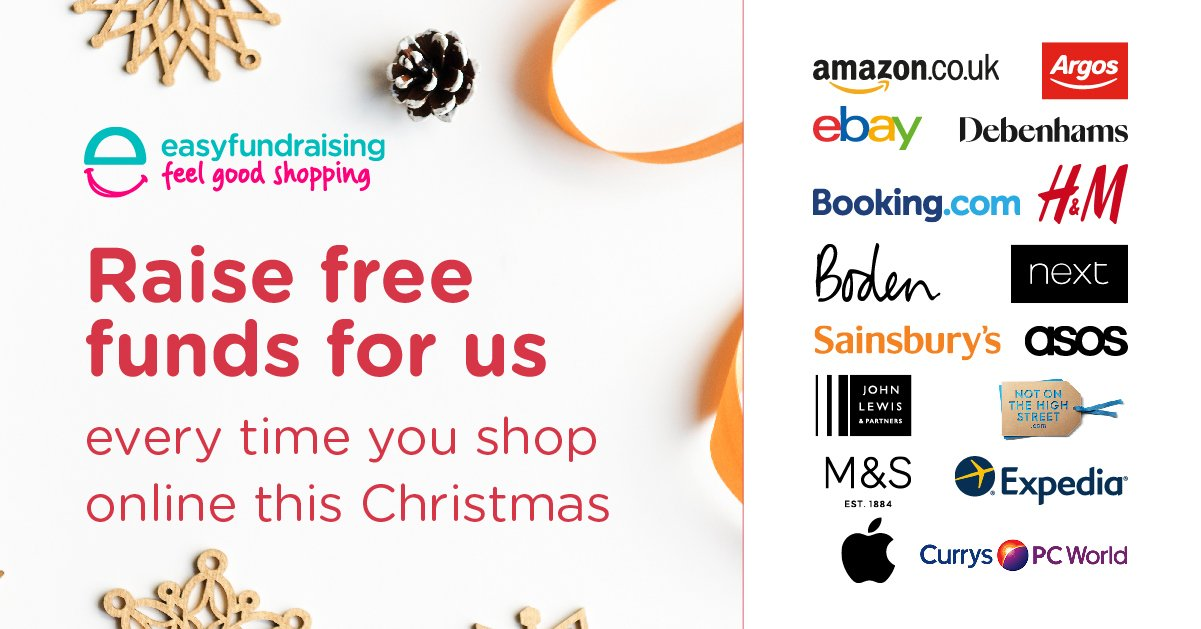 easyfundraising
feel good shopping
Raise free
funds for us
every time you shop
online this Christmas
amazon.co.uk
Argos
ebay
Debenhams
Booking.com
H&M
Boden
next
Sainsbury's
asos
JOHN
LEWIS
& PARTNERS
NOT ON
THE HIGH
STREET
.com
M&S
EST. 1884
Expedia®
Currys PC World